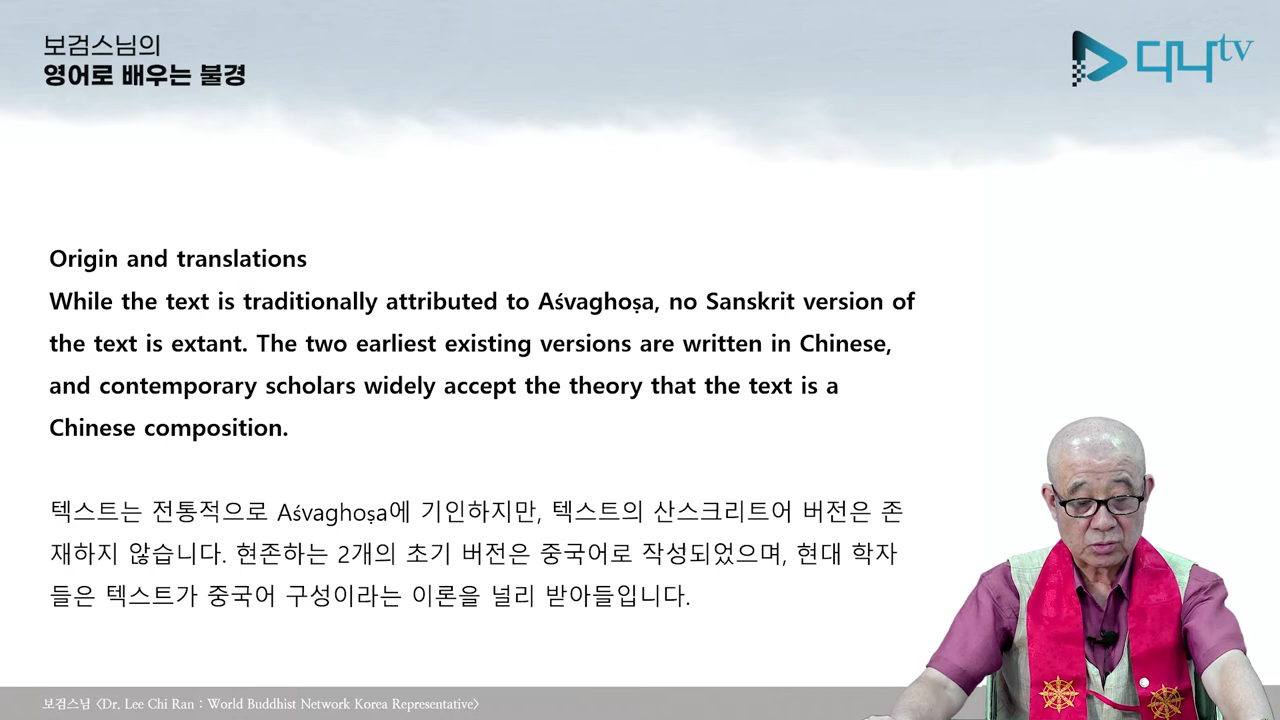 보검스님의
영어로 배우는 불경
다나tv
Origin and translations
While the text is traditionally attributed to Aśvaghoṣa, no Sanskrit version of
the text is extant. The two earliest existing versions are written in Chinese,
and contemporary scholars widely accept the theory that the text is a
Chinese composition.
텍스트는 전통적으로 Aśvaghoṣa에 기인하지만, 텍스트의 산스크리트어 버전은 존
재하지 않습니다. 현존하는 2개의 초기 버전은 중국어로 작성되었으며, 현대 학자
들은 텍스트가 중국어 구성이라는 이론을 널리 받아들입니다.
보검스님 <Dr. Lee Chi Ran : World Buddhist Network Korea Representative>